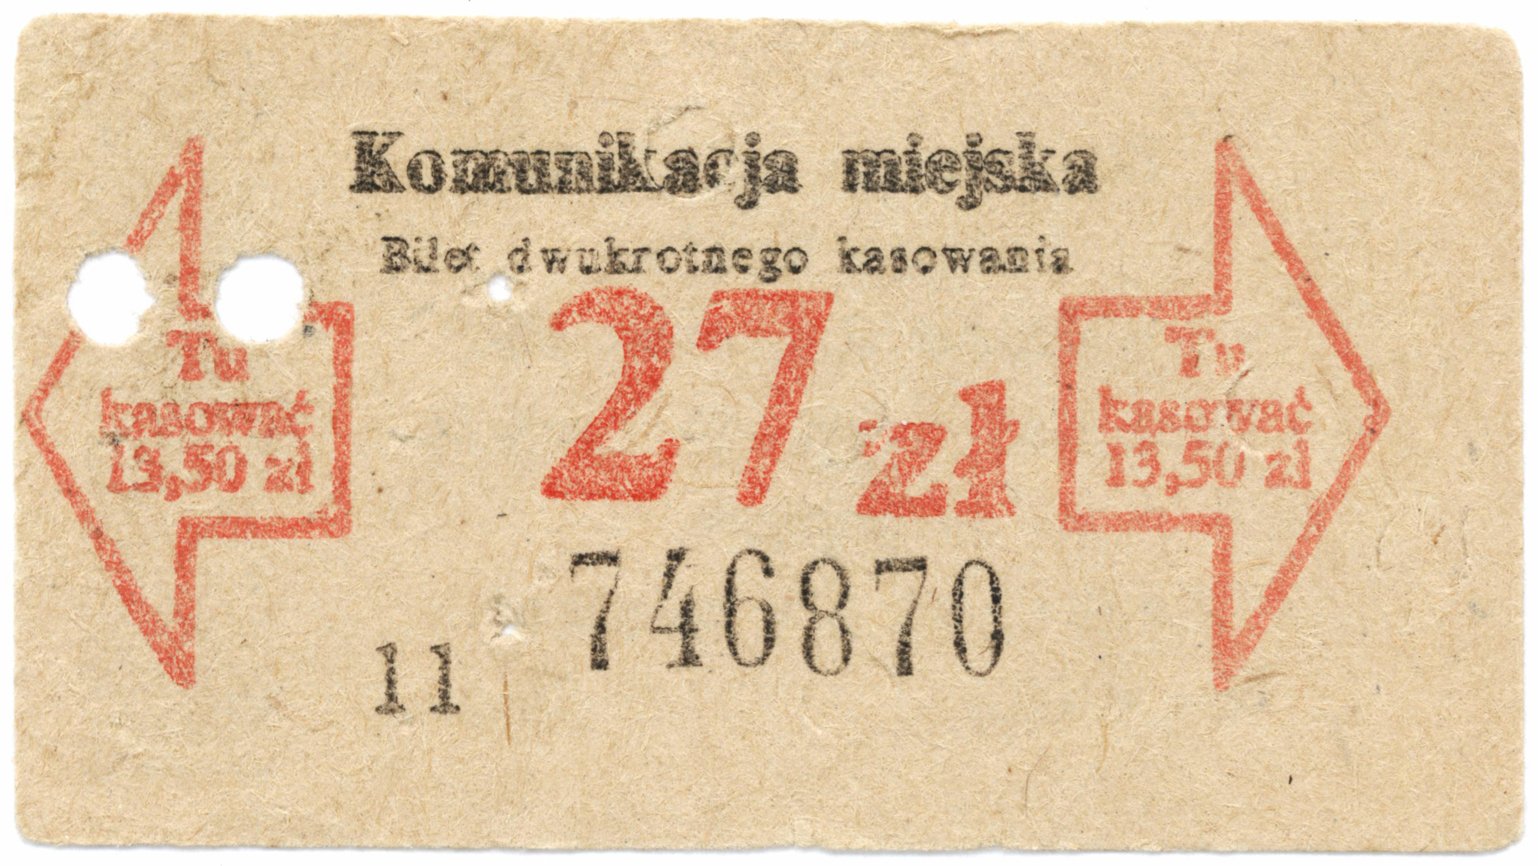 Komunikacja miejska
Bilet dwukrotnego kasowania
27 zł
Tu
kasować
13,50 zł
Tu
kasować
13,50 zł
746870
11